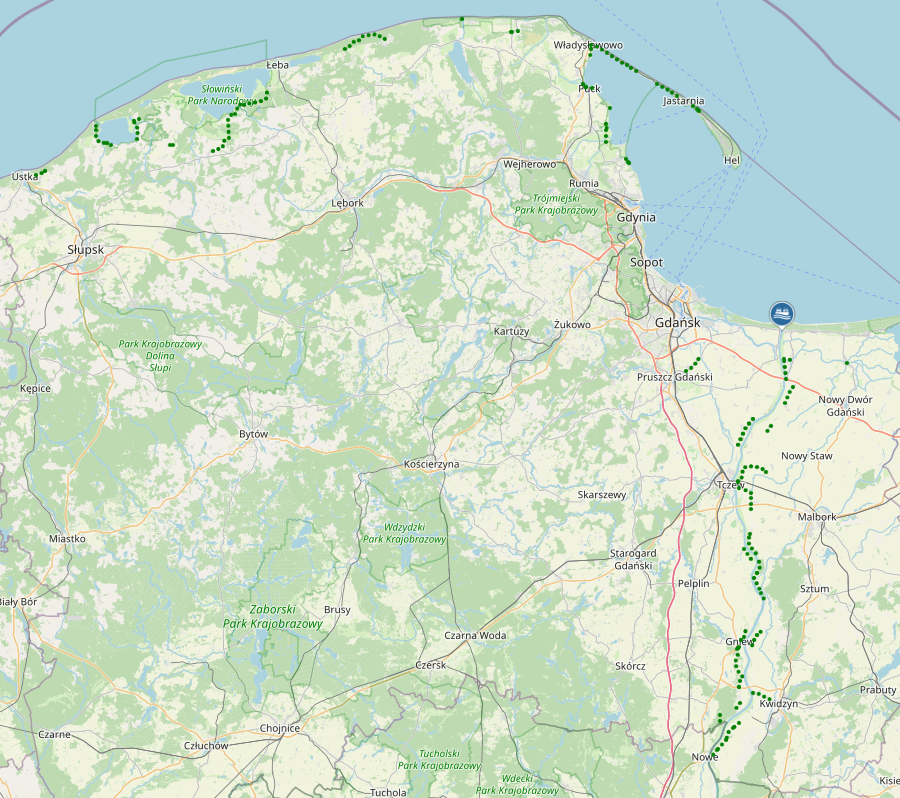 Władysławowo
Łeba
Słowiński
Park Narodowy
Puck
Jastarnia
Hel
Ustka
Wejherowo
Rumia
Lębork
Trójmiejski
Park Krajobrazowy
Gdynia
Słupsk
Sopot
Gdańsk
Kartuzy
Żukowo
Park Krajobrazowy
Dolina
Słupi
Pruszcz Gdański
Kępice
Nowy Dwór
Gdański
Bytów
Kościerzyna
Nowy Staw
Tczew
Skarszewy
Malbork
Wdzydzki
Park Krajobrazowy
Miastko
Starogard
Gdański
Pelplin
Sztum
Biały Bór
Zaborski
Park Krajobrazowy
Brusy
Czarna Woda
Gniew
Czersk
Skórcz
Prabuty
Kwidzyn
Chojnice
Czarne
Człuchów
Nowe
Tucholski
Park Krajobrazowy
Wdecki
Park Krajobrazowy
Tuchola
Kisie